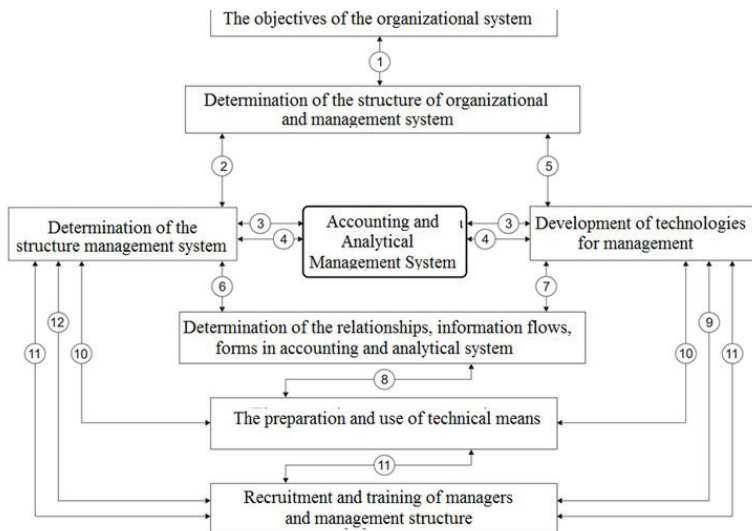 The objectives of the organizational system
1
Determination of the structure of organizational
and management system
2
5
Determination of the
structure management system
3
4
Accounting and
Analytical
Management System
3
4
Development of technologies
for management
6
7
12
9
11
10
Determination of the relationships, information flows,
forms in accounting and analytical system
10
11
8
The preparation and use of technical means
11
Recruitment and training of managers
and management structure